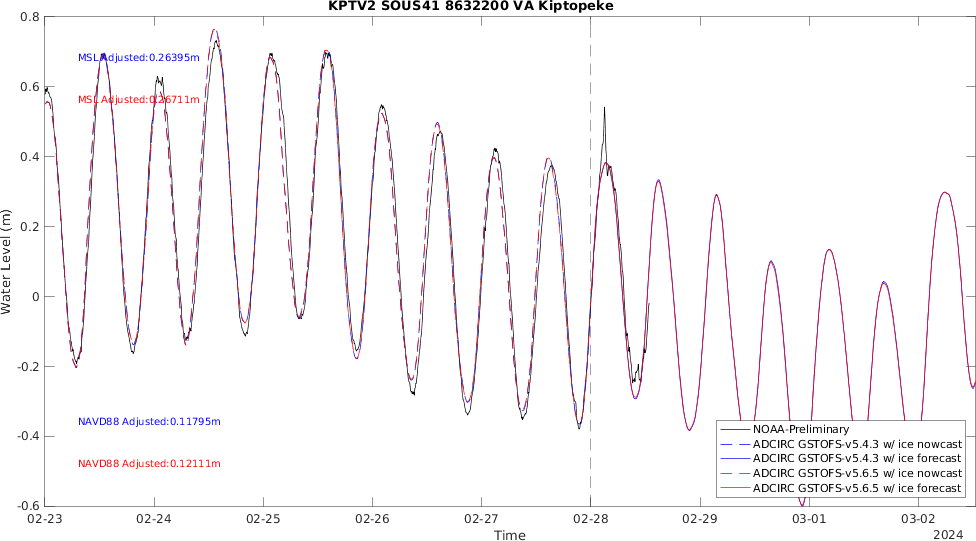 KPTV2 SOUS41 8632200 VA Kiptopeke
0.8
0.6
0.4
0.2
0
-0.2
-0.4
-0.6
Water Level (m)
MSL Adjusted:0.26395m
MSL Adjusted:0.26711m
NAVD88 Adjusted:0.11795m
NAVD88 Adjusted:0.12111m
NOAA-Preliminary
ADCIRC GSTOFS-v5.4.3 w/ ice nowcast
ADCIRC GSTOFS-v5.4.3 w/ ice forecast
ADCIRC GSTOFS-v5.6.5 w/ ice nowcast
ADCIRC GSTOFS-v5.6.5 w/ ice forecast
02-23 02-24 02-25 02-26 02-27 02-28 02-29 03-01 03-02
Time
2024